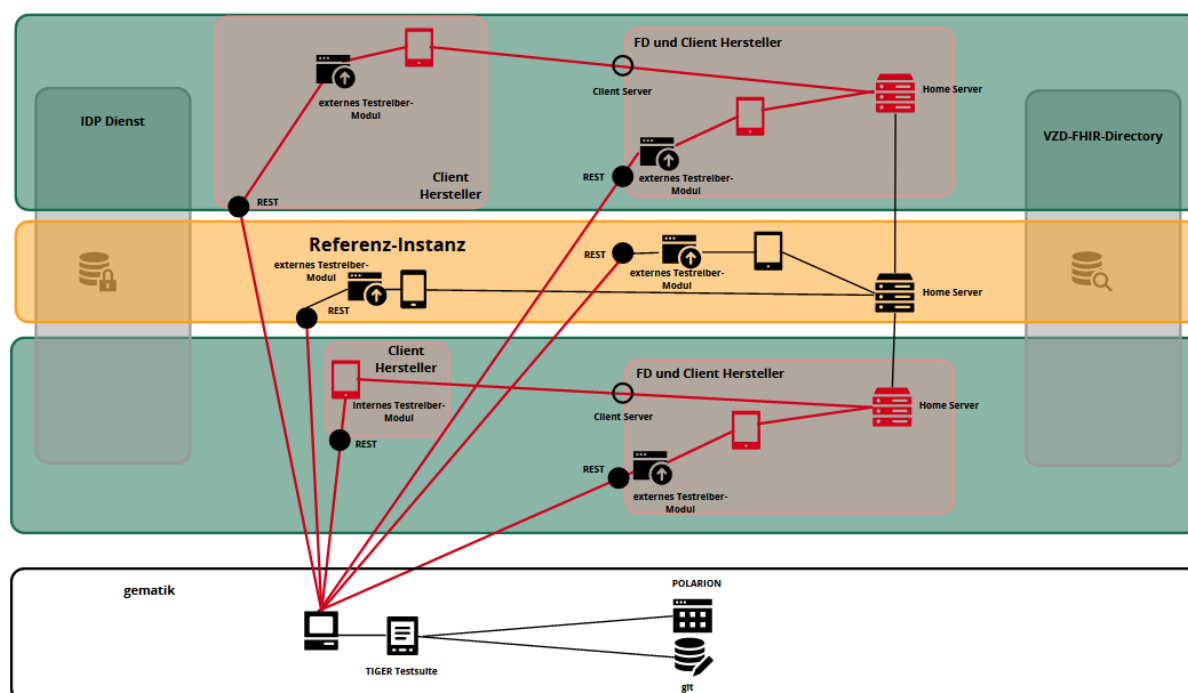 FD und Client Hersteller
Client Server
Home Server
externes Testreiber-
Modul
IDP Dienst
VZD-FHIR-Directory
Client
Hersteller
REST
externes Testreiber-
Modul
REST
Referenz-Instanz
externes Testreiber-
Modul
REST
REST
externes Testreiber-
Modul
Home Server
Client
Hersteller
internes Testreiber-
Modul
REST
FD und Client Hersteller
Client Server
Home Server
REST
externes Testreiber-
Modul
gematik
TIGER Testsuite
POLARION
git